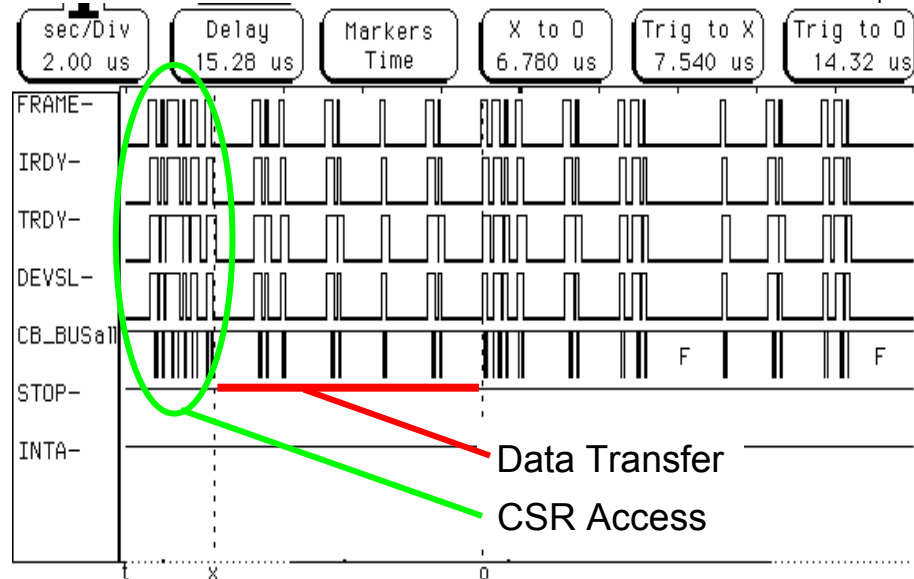 sec/Div Delay Markers X to O Trig to X Trig to O
2.00 us 15.28 us Time 6.780 us 7.540 us 14.32 us
FRAME-
IRDY-
TRDY-
DEVSL-
CB_BUSall
F F
STOP-
INTA-
Data Transfer
CSR Access
t X O